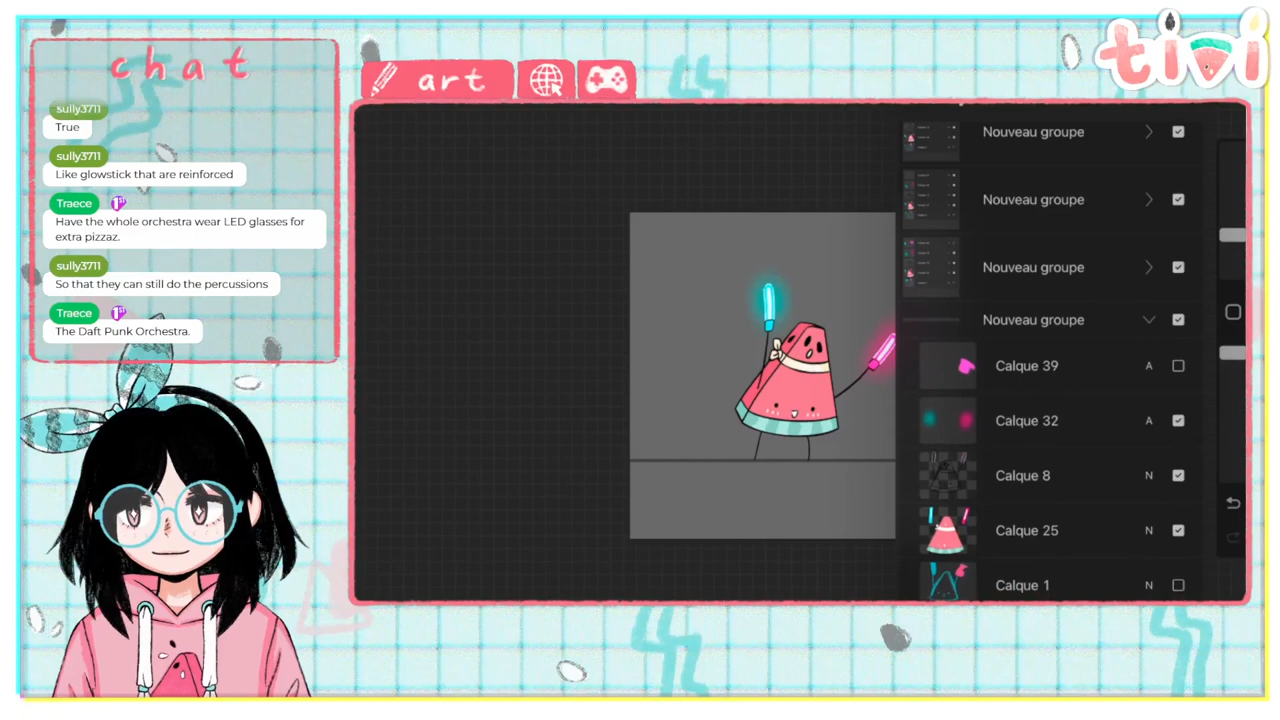 chat
sully3711
True
sully3711
Like glowstick that are reinforced
Traece
1st
Have the whole orchestra wear LED glasses for
extra pizzaz.
sully3711
So that they can still do the percussions
Traece
1st
The Daft Punk Orchestra.
art
tivi
Nouveau groupe
Nouveau groupe
Nouveau groupe
Nouveau groupe
Calque 39 A
Calque 32 A
Calque 8 N
Calque 25 N
Calque 1 N